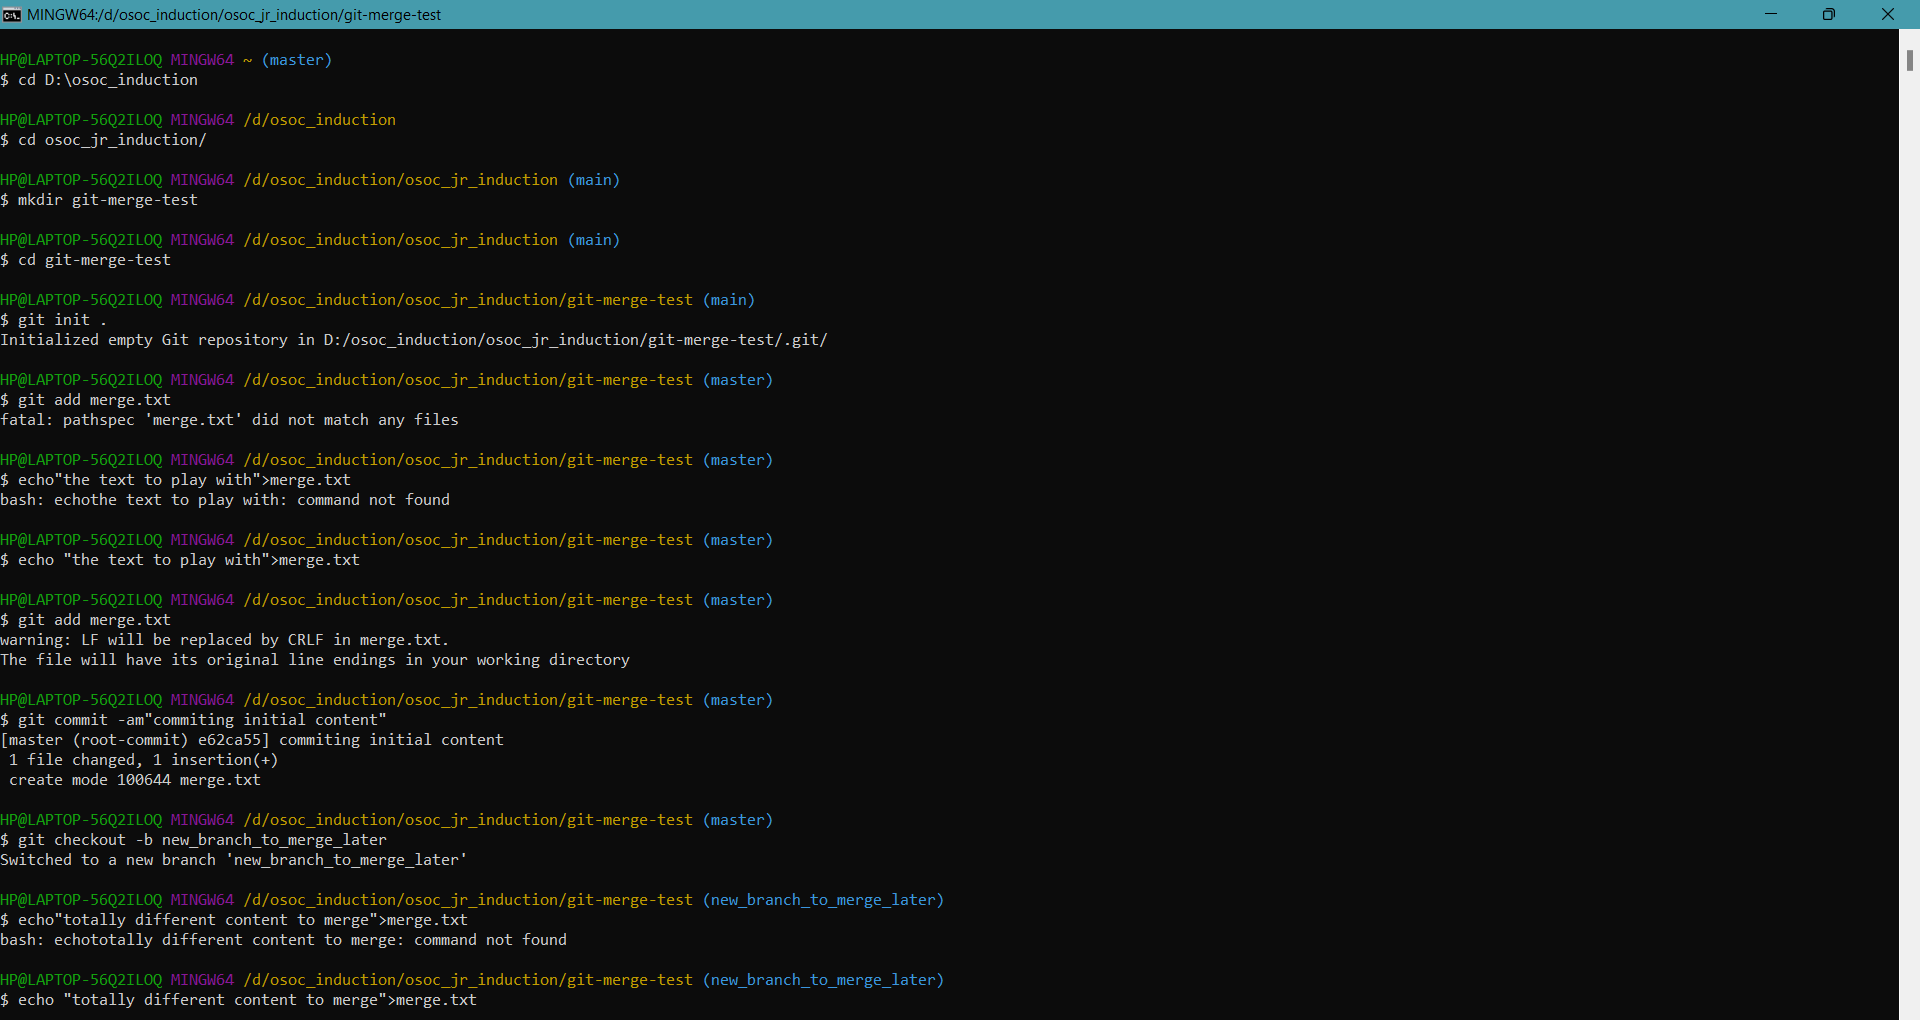 MINGW64:/d/osoc_induction/osoc_jr_induction/git-merge-test
HP@LAPTOP-56Q2ILOQ MINGW64 ~ (master)
$ cd D:\osoc_induction
HP@LAPTOP-56Q2ILOQ MINGW64 /d/osoc_induction
$ cd osoc_jr_induction/
HP@LAPTOP-56Q2ILOQ MINGW64 /d/osoc_induction/osoc_jr_induction (main)
$ mkdir git-merge-test
HP@LAPTOP-56Q2ILOQ MINGW64 /d/osoc_induction/osoc_jr_induction (main)
$ cd git-merge-test
HP@LAPTOP-56Q2ILOQ MINGW64 /d/osoc_induction/osoc_jr_induction/git-merge-test (main)
$ git init .
Initialized empty Git repository in D:/osoc_induction/osoc_jr_induction/git-merge-test/.git/
HP@LAPTOP-56Q2ILOQ MINGW64 /d/osoc_induction/osoc_jr_induction/git-merge-test (master)
$ git add merge.txt
fatal: pathspec 'merge.txt' did not match any files
HP@LAPTOP-56Q2ILOQ MINGW64 /d/osoc_induction/osoc_jr_induction/git-merge-test (master)
$ echo"the text to play with">merge.txt
bash: echothe text to play with: command not found
HP@LAPTOP-56Q2ILOQ MINGW64 /d/osoc_induction/osoc_jr_induction/git-merge-test (master)
$ echo "the text to play with">merge.txt
HP@LAPTOP-56Q2ILOQ MINGW64 /d/osoc_induction/osoc_jr_induction/git-merge-test (master)
$ git add merge.txt
warning: LF will be replaced by CRLF in merge.txt.
The file will have its original line endings in your working directory
HP@LAPTOP-56Q2ILOQ MINGW64 /d/osoc_induction/osoc_jr_induction/git-merge-test (master)
$ git commit -am"commiting initial content"
[master (root-commit) e62ca55] commiting initial content
1 file changed, 1 insertion(+)
create mode 100644 merge.txt
HP@LAPTOP-56Q2ILOQ MINGW64 /d/osoc_induction/osoc_jr_induction/git-merge-test (master)
$ git checkout -b new_branch_to_merge_later
Switched to a new branch 'new_branch_to_merge_later'
HP@LAPTOP-56Q2ILOQ MINGW64 /d/osoc_induction/osoc_jr_induction/git-merge-test (new_branch_to_merge_later)
$ echo"totally different content to merge">merge.txt
bash: echototally different content to merge: command not found
HP@LAPTOP-56Q2ILOQ MINGW64 /d/osoc_induction/osoc_jr_induction/git-merge-test (new_branch_to_merge_later)
$ echo "totally different content to merge">merge.txt